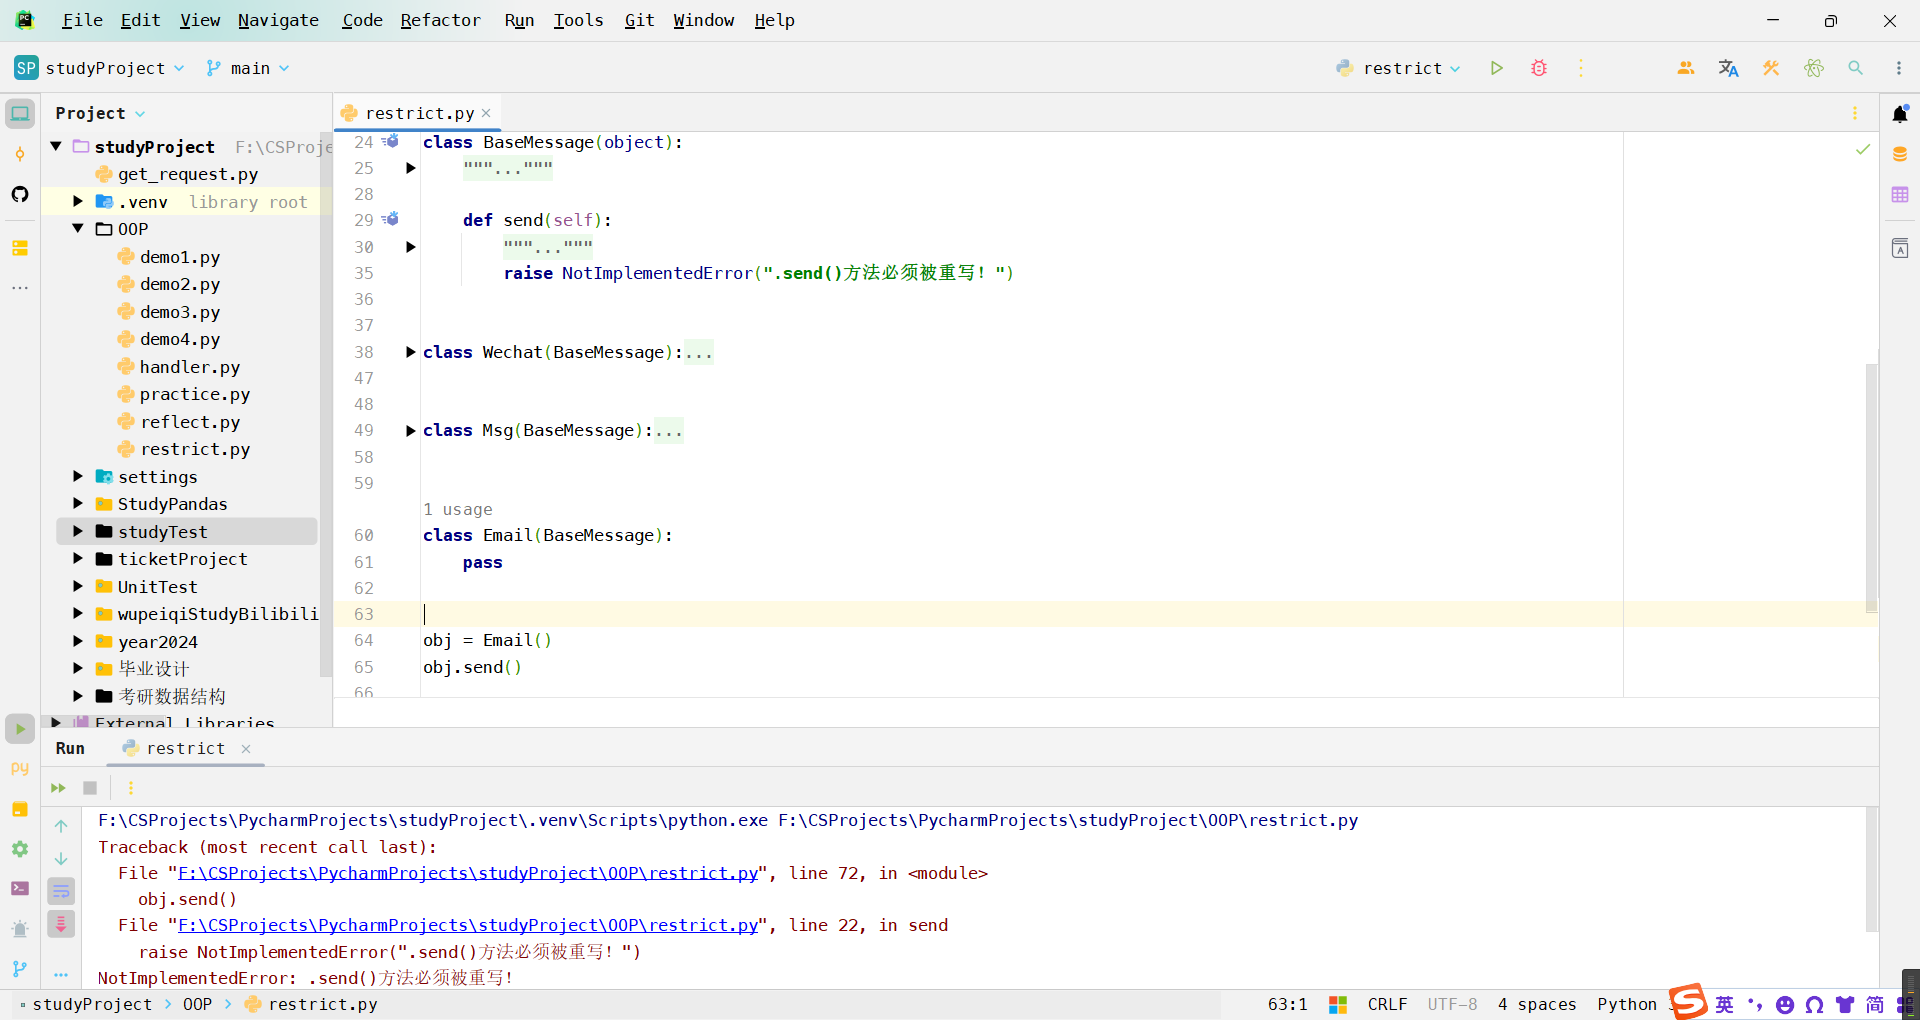 File Edit View Navigate Code Refactor Run Tools Git Window Help
SP studyProject main restrict
Project
restrict.py
studyProject F:\CSProje
get_request.py
.venv library root
OOP
demo1.py
demo2.py
demo3.py
demo4.py
handler.py
practice.py
reflect.py
restrict.py
settings
StudyPandas
studyTest
ticketProject
UnitTest
wupeiqiStudyBilibili
year2024
毕业设计
考研数据结构
External Libraries
24 class BaseMessage(object):
25 """..."""
28
29 def send(self):
30 """..."""
35 raise NotImplementedError(".send()方法必须被重写! ")
36
37
38 class Wechat(BaseMessage):...
47
48
49 class Msg(BaseMessage):...
58
59
1 usage
60 class Email(BaseMessage):
61 pass
62
63
64 obj = Email()
65 obj.send()
66
Run restrict
F:\CSProjects\PycharmProjects\studyProject\.venv\Scripts\python.exe F:\CSProjects\PycharmProjects\studyProject\OOP\restrict.py
Traceback (most recent call last):
File "F:\CSProjects\PycharmProjects\studyProject\OOP\restrict.py", line 72, in <module>
obj.send()
File "F:\CSProjects\PycharmProjects\studyProject\OOP\restrict.py", line 22, in send
raise NotImplementedError(".send()方法必须被重写! ")
NotImplementedError: .send()方法必须被重写!
studyProject OOP restrict.py
63:1 CRLF UTF-8 4 spaces Python
英 简